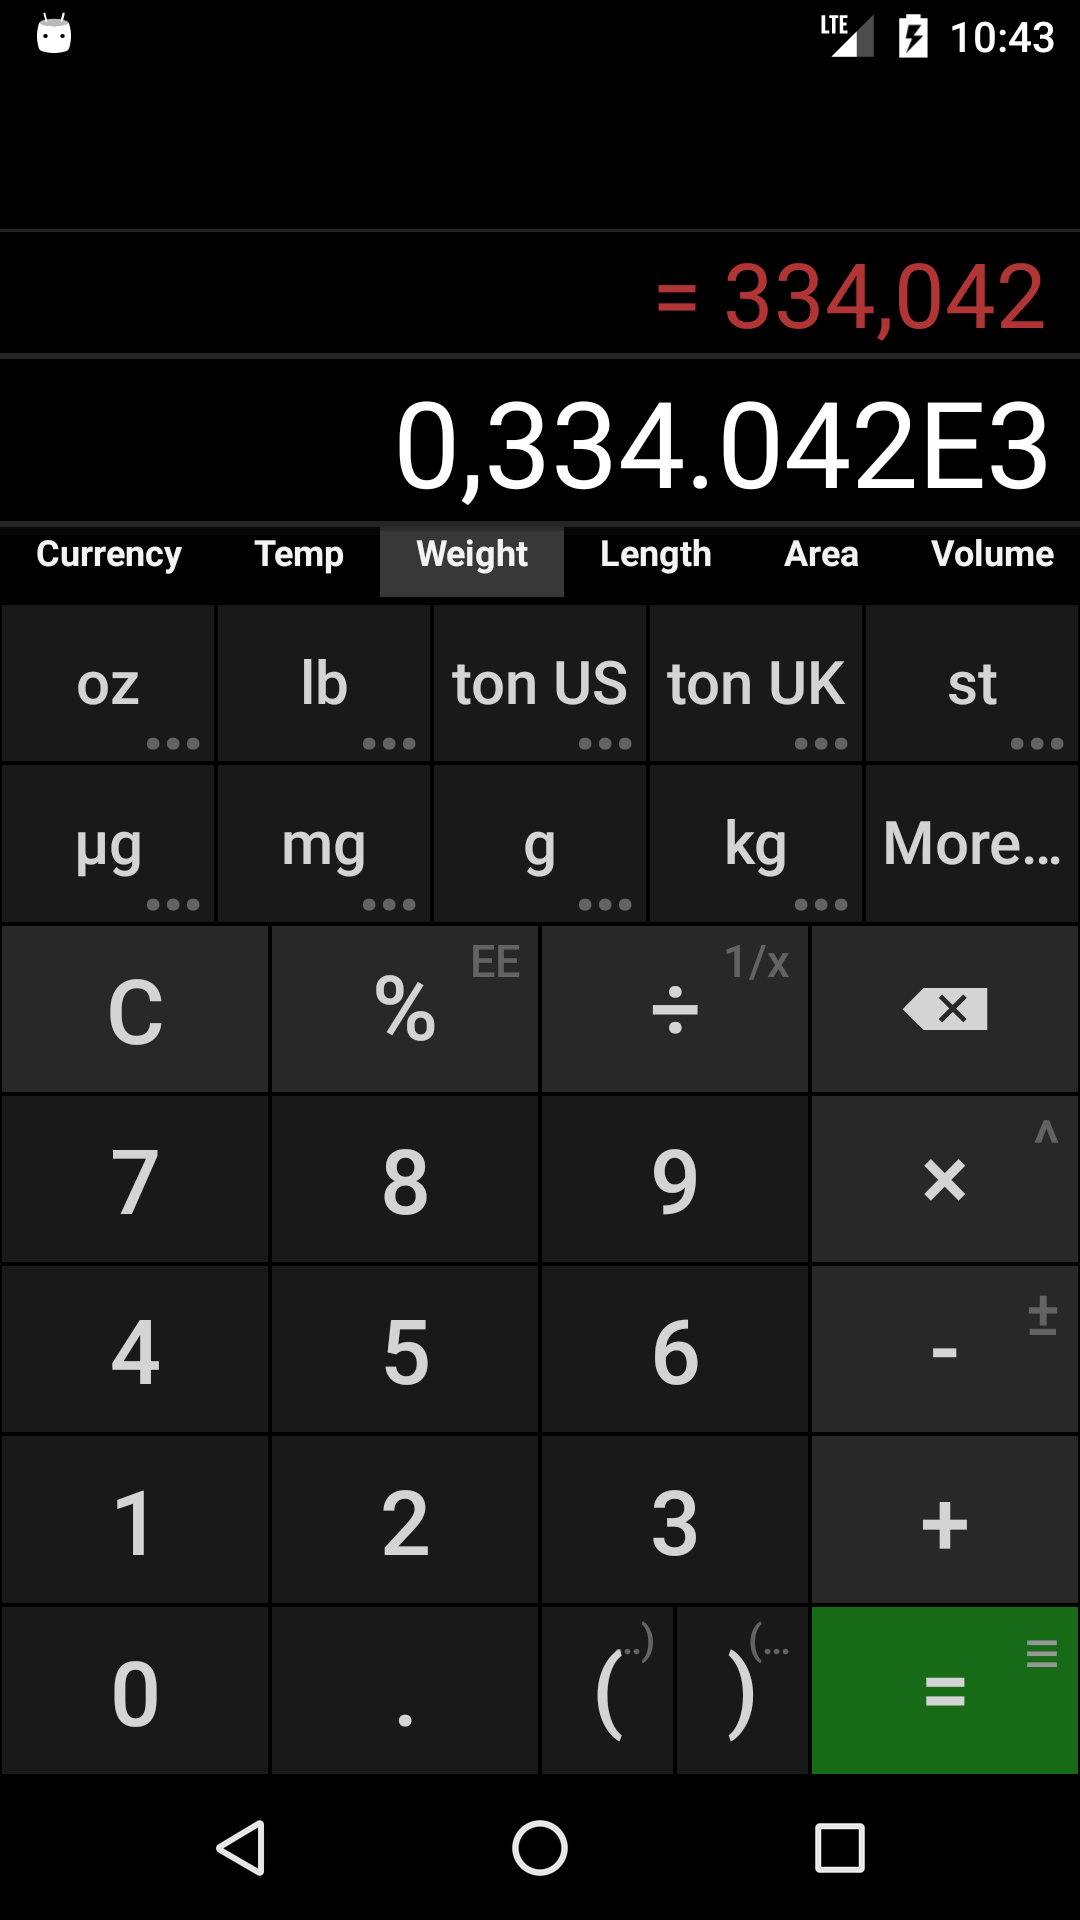 LTE 10:43
= 334,042
0,334.042E3
Currency Temp Weight Length Area Volume
oz lb ton US ton UK st
µg mg g kg More...
C % EE ÷ 1/x
7 8 9 × ^
4 5 6 - ±
1 2 3 +
0 . ( ..) ) (... =